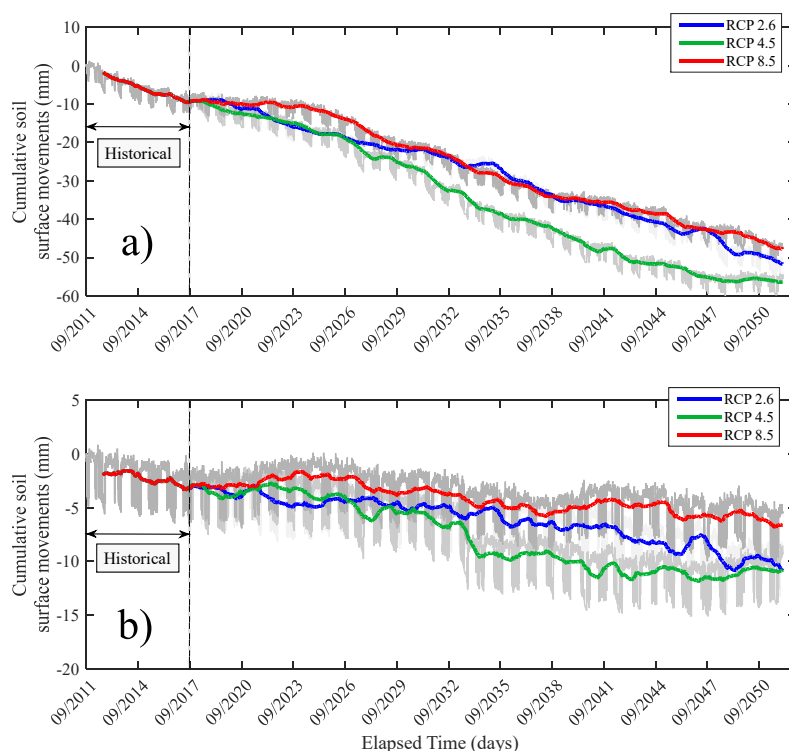 10
0
-10
-20
-30
-40
-50
-60
Cumulative soil
surface movements (mm)
RCP 2.6
RCP 4.5
RCP 8.5
Historical
a)
09/2011
09/2014
09/2017
09/2020
09/2023
09/2026
09/2029
09/2032
09/2035
09/2038
09/2041
09/2044
09/2047
09/2050
5
0
-5
-10
-15
-20
Cumulative soil
surface movements (mm)
RCP 2.6
RCP 4.5
RCP 8.5
Historical
b)
09/2011
09/2014
09/2017
09/2020
09/2023
09/2026
09/2029
09/2032
09/2035
09/2038
09/2041
09/2044
09/2047
09/2050
Elapsed Time (days)